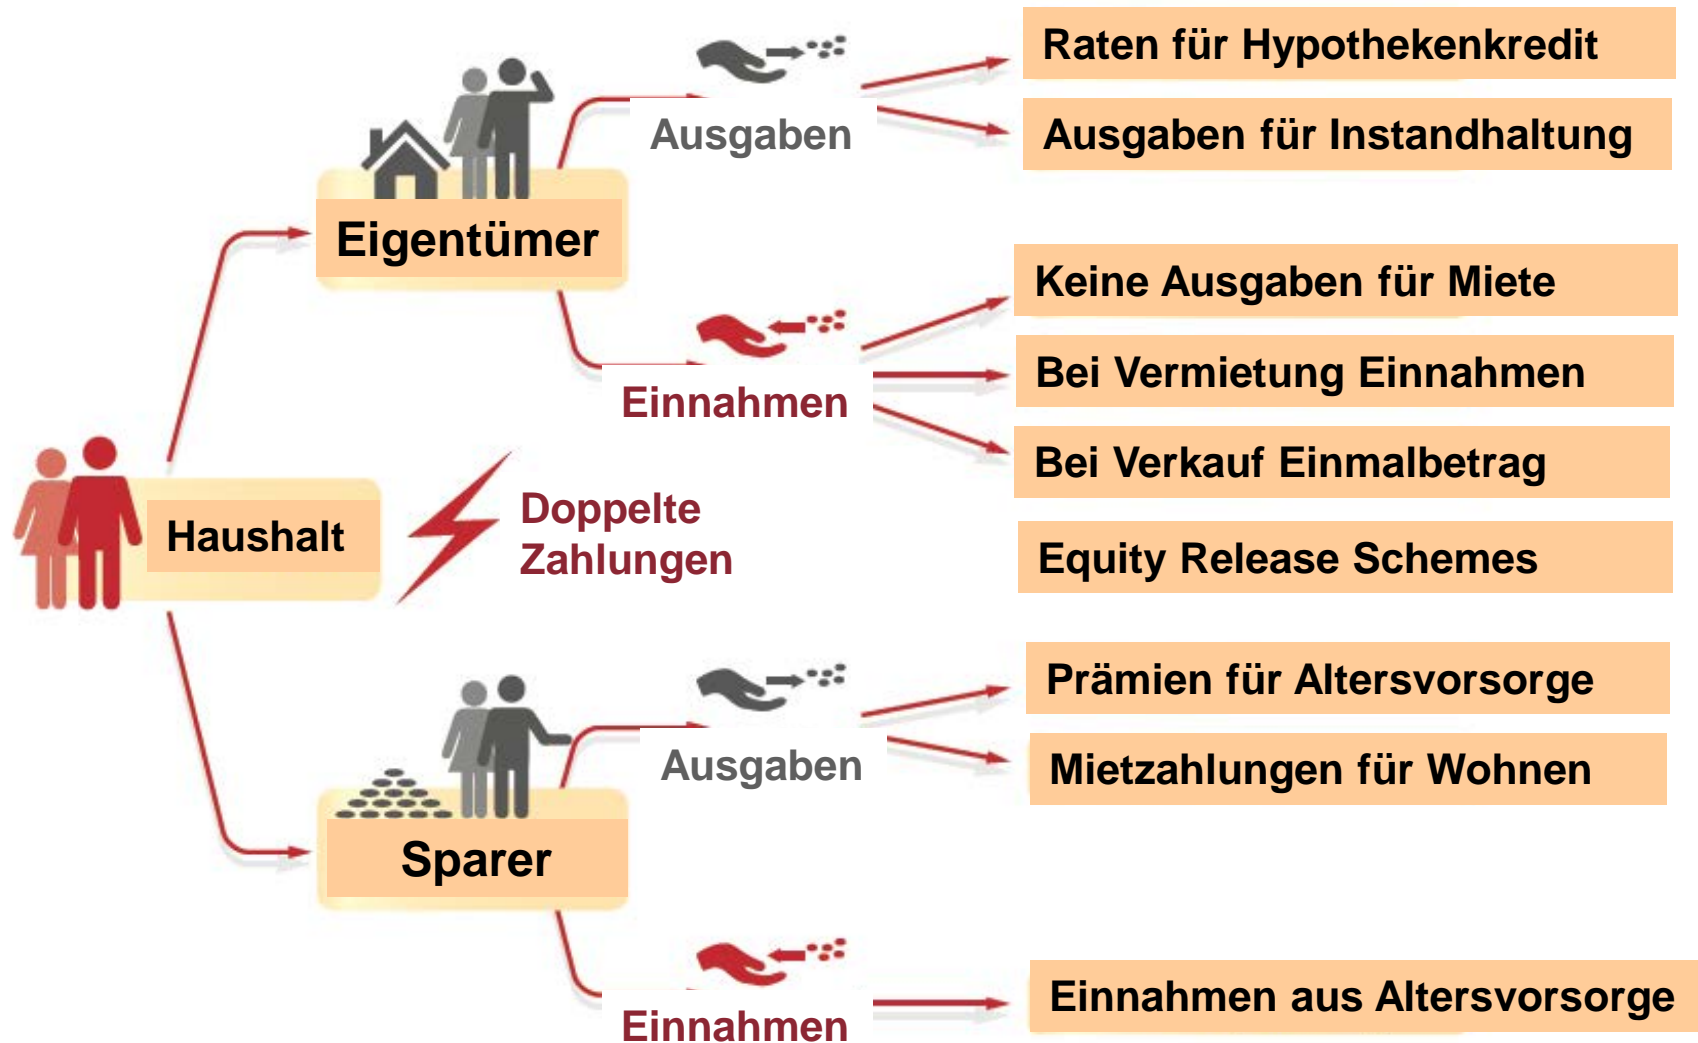 Raten für Hypothekenkredit
Ausgaben
Ausgaben für Instandhaltung
Eigentümer
Keine Ausgaben für Miete
Bei Vermietung Einnahmen
Einnahmen
Bei Verkauf Einmalbetrag
Haushalt
Doppelte
Zahlungen
Equity Release Schemes
Prämien für Altersvorsorge
Ausgaben
Mietzahlungen für Wohnen
Sparer
Einnahmen aus Altersvorsorge
Einnahmen